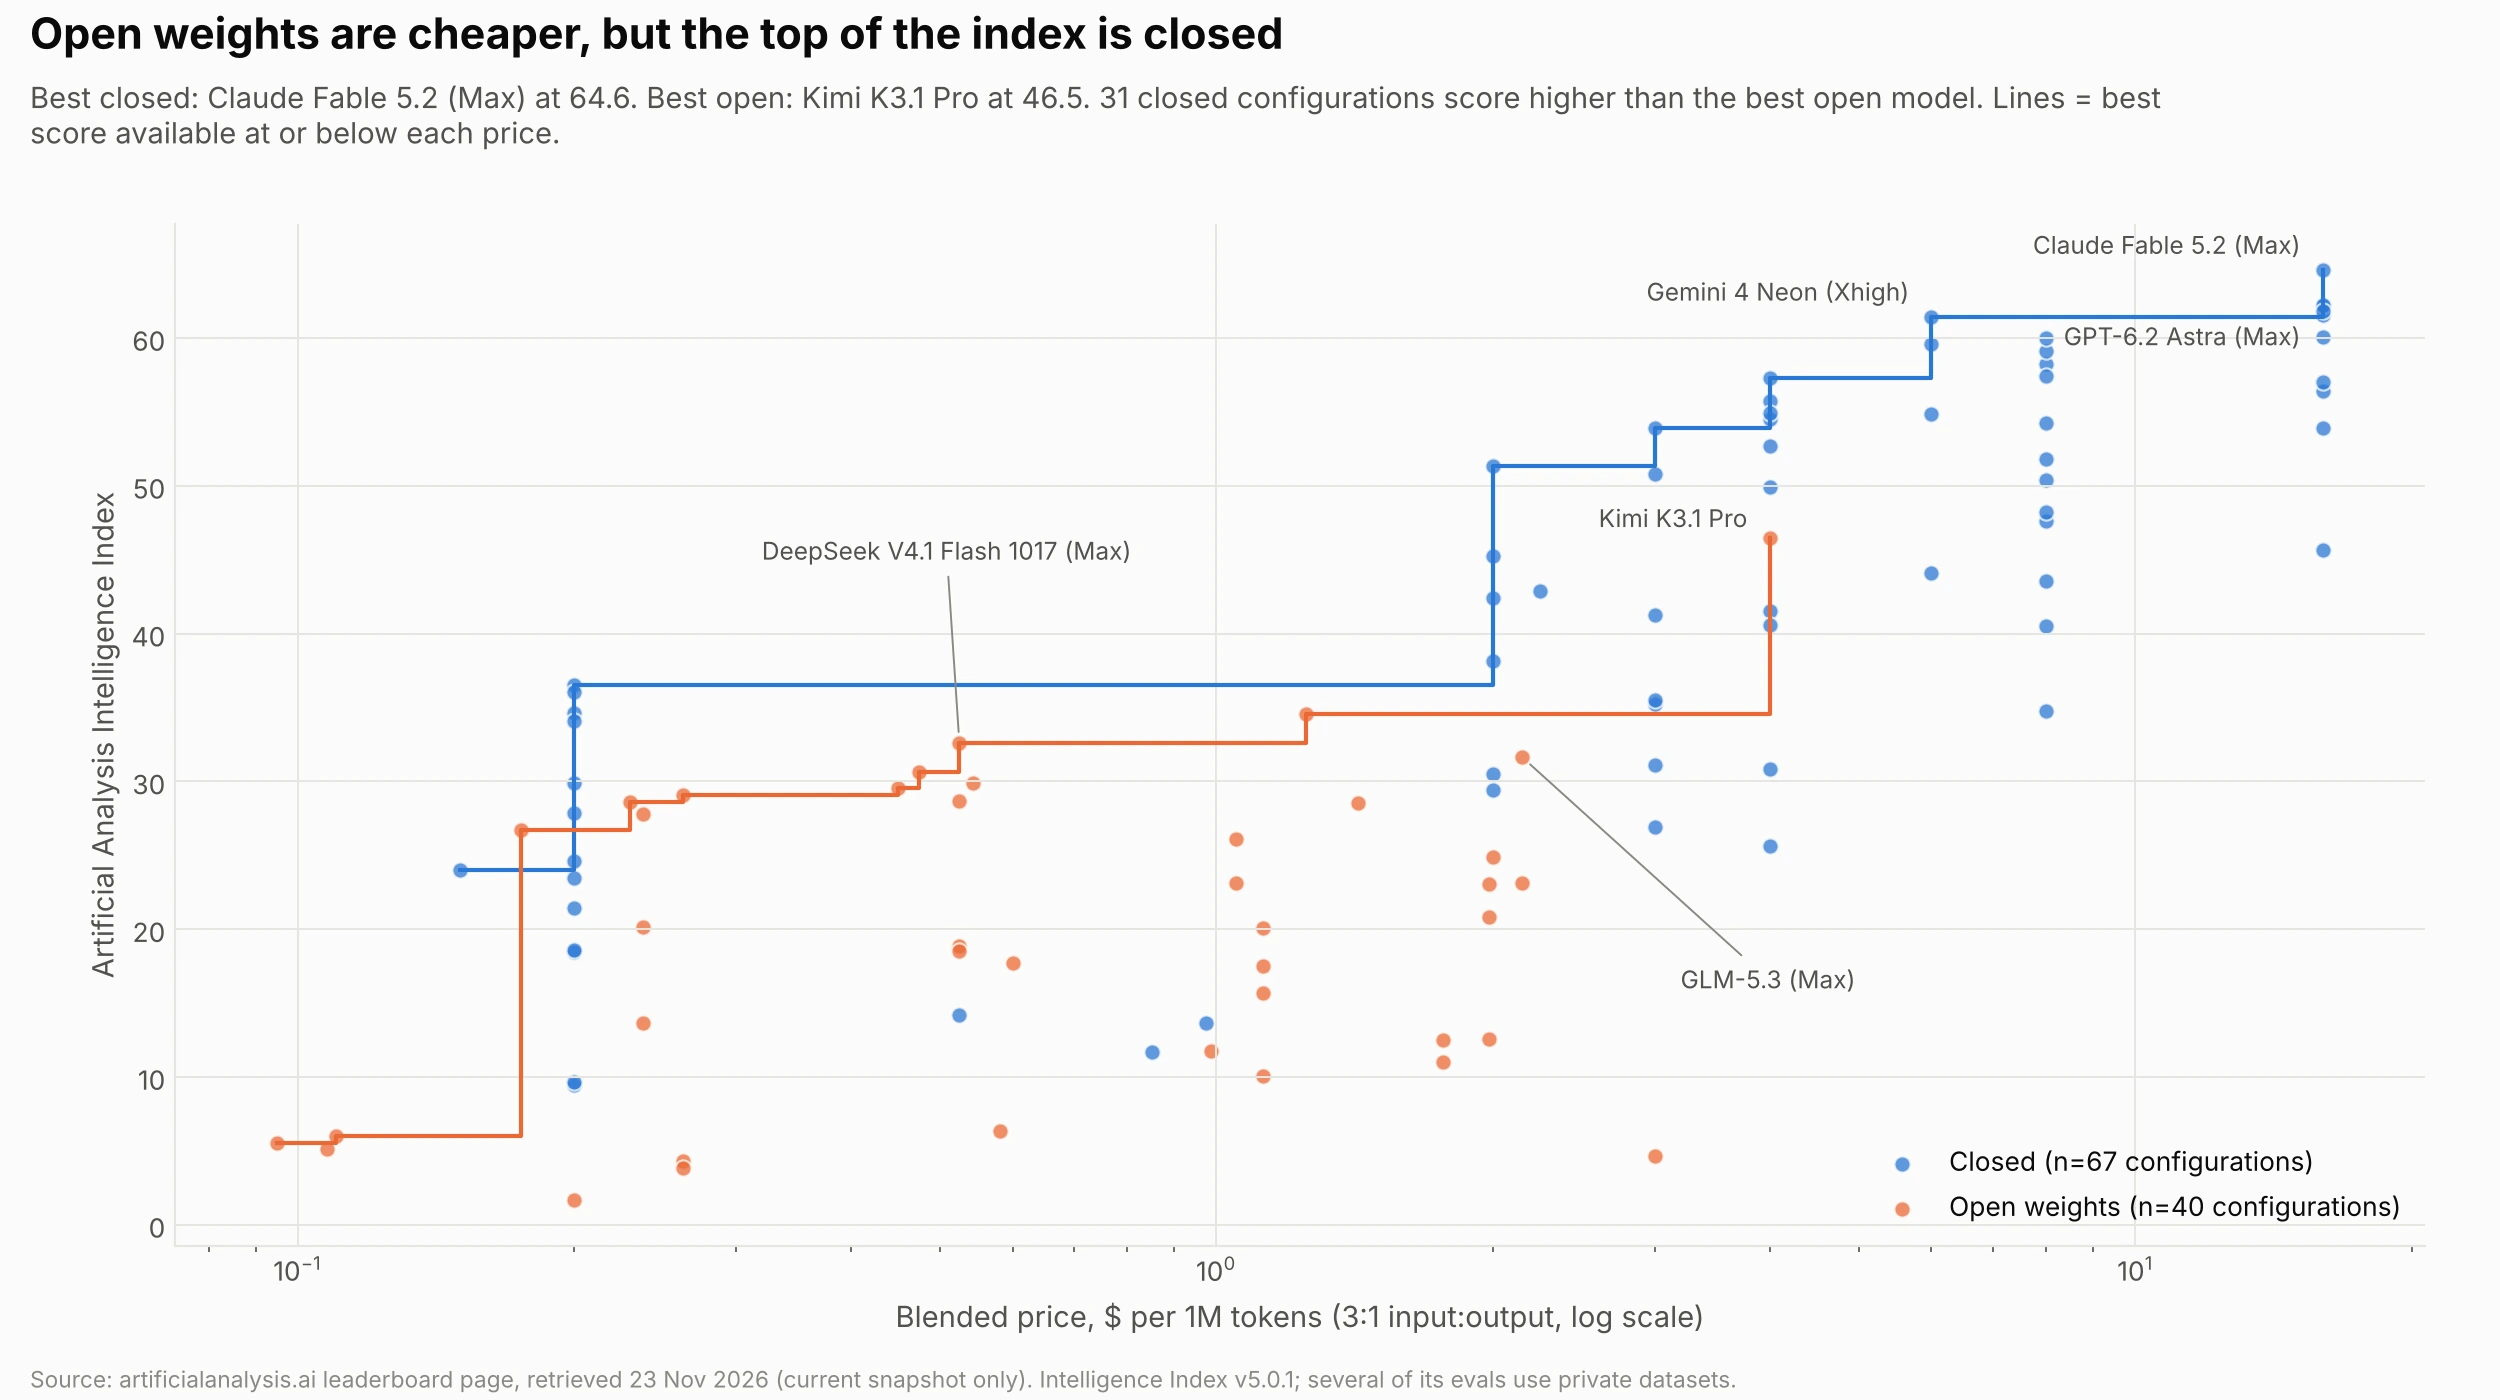 Open weights are cheaper, but the top of the index is closed
Best closed: Claude Fable 5.2 (Max) at 64.6. Best open: Kimi K3.1 Pro at 46.5. 31 closed configurations score higher than the best open model. Lines = best
score available at or below each price.
Claude Fable 5.2 (Max)
Gemini 4 Neon (Xhigh)
GPT-6.2 Astra (Max)
Kimi K3.1 Pro
DeepSeek V4.1 Flash 1017 (Max)
GLM-5.3 (Max)
Artificial Analysis Intelligence Index
60
50
40
30
20
10
0
Closed (n=67 configurations)
Open weights (n=40 configurations)
10⁻¹
10⁰
10¹
Blended price, $ per 1M tokens (3:1 input:output, log scale)
Source: artificialanalysis.ai leaderboard page, retrieved 23 Nov 2026 (current snapshot only). Intelligence Index v5.0.1; several of its evals use private datasets.